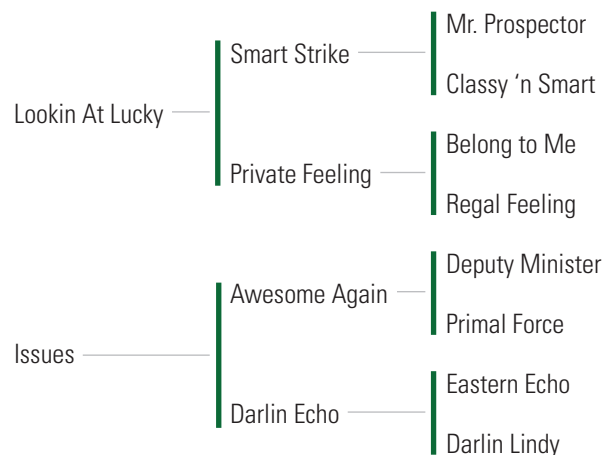 Mr. Prospector
Smart Strike
Classy ‘n Smart
Lookin At Lucky
Belong to Me
Private Feeling
Regal Feeling
Deputy Minister
Awesome Again
Primal Force
Issues
Eastern Echo
Darlin Echo
Darlin Lindy